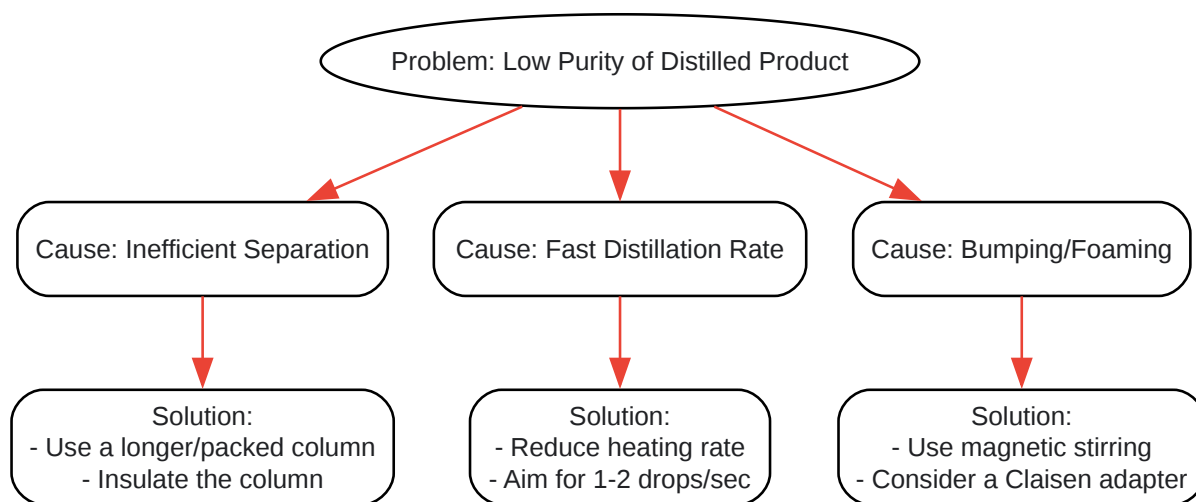 Problem: Low Purity of Distilled Product
Cause: Inefficient Separation
Cause: Fast Distillation Rate
Cause: Bumping/Foaming
Solution:
- Use a longer/packed column
- Insulate the column
Solution:
- Reduce heating rate
- Aim for 1-2 drops/sec
Solution:
- Use magnetic stirring
- Consider a Claisen adapter